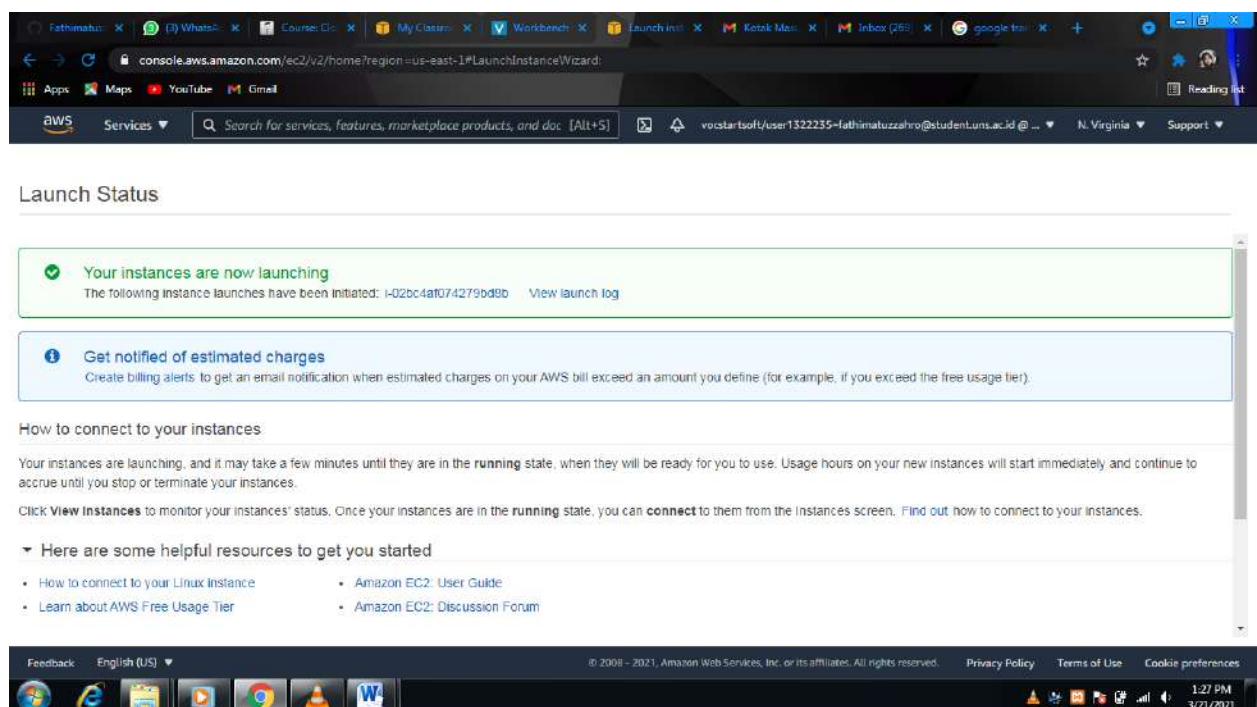 Fathimatu
(3) WhatsA
Course: Clo
My Classro
Workbench
Launch inst
Kotak Mas
Inbox (269)
google tran
console.aws.amazon.com/ec2/v2/home?region=us-east-1#LaunchInstanceWizard:
Apps Maps YouTube Gmail Reading list
aws Services ▼ Search for services, features, marketplace products, and doc [Alt+S] vocstartsoft/user1322235=fathimatuzzahro@student.uns.ac.id @ ... ▼ N. Virginia ▼ Support ▼
Launch Status
Your instances are now launching
The following instance launches have been initiated: i-02bc4af074279bd8b View launch log
Get notified of estimated charges
Create billing alerts to get an email notification when estimated charges on your AWS bill exceed an amount you define (for example, if you exceed the free usage tier).
How to connect to your instances
Your instances are launching, and it may take a few minutes until they are in the running state, when they will be ready for you to use. Usage hours on your new instances will start immediately and continue to
accrue until you stop or terminate your instances.
Click View Instances to monitor your instances' status. Once your instances are in the running state, you can connect to them from the Instances screen. Find out how to connect to your instances.
Here are some helpful resources to get you started
• How to connect to your Linux instance
• Amazon EC2: User Guide
• Learn about AWS Free Usage Tier
• Amazon EC2: Discussion Forum
Feedback English (US) ▼ © 2008 - 2021, Amazon Web Services, Inc. or its affiliates. All rights reserved. Privacy Policy Terms of Use Cookie preferences
1:27 PM
3/21/2021